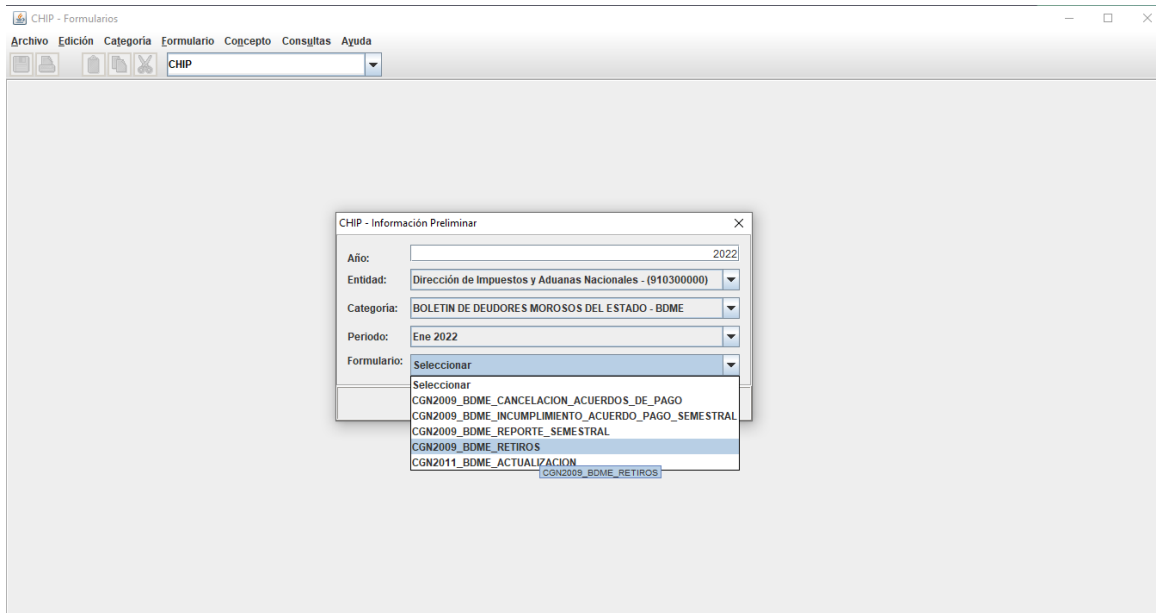 CHIP - Formularios
Archivo Edición Categoría Formulario Concepto Consultas Ayuda
CHIP
CHIP - Información Preliminar
Año: 2022
Entidad: Dirección de Impuestos y Aduanas Nacionales - (910300000)
Categoría: BOLETIN DE DEUDORES MOROSOS DEL ESTADO - BDME
Periodo: Ene 2022
Formulario: Seleccionar
Seleccionar
CGN2009_BDME_CANCELACION_ACUERDOS_DE_PAGO
CGN2009_BDME_INCUMPLIMIENTO_ACUERDO_PAGO_SEMESTRAL
CGN2009_BDME_REPORTE_SEMESTRAL
CGN2009_BDME_RETIROS
CGN2011_BDME_ACTUALIZACION
CGN2009_BDME_RETIROS